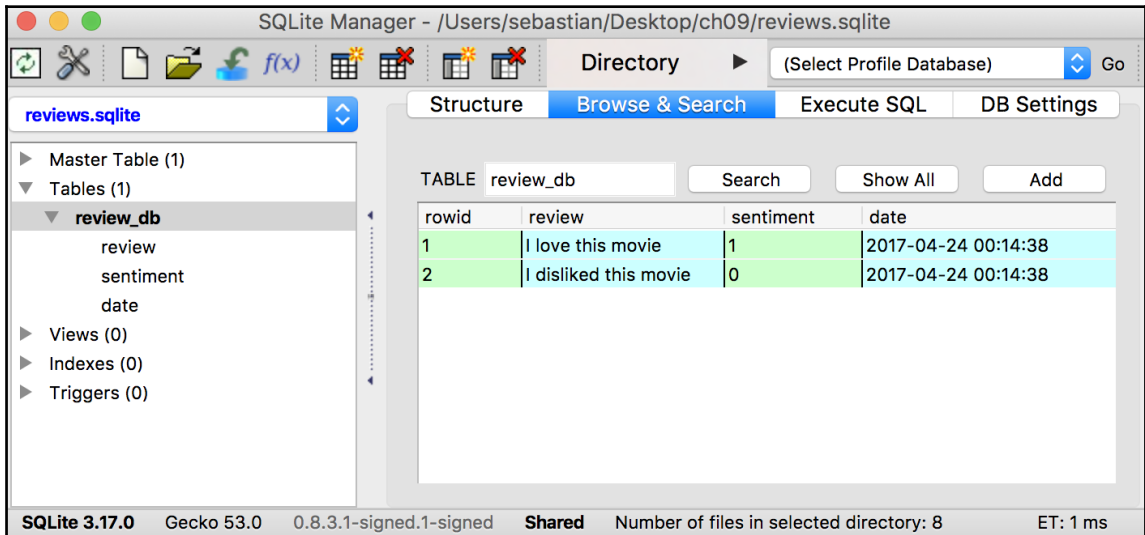 SQLite Manager - /Users/sebastian/Desktop/ch09/reviews.sqlite
f(x) Directory (Select Profile Database) Go
reviews.sqlite
Master Table (1)
Tables (1)
review_db
review
sentiment
date
Views (0)
Indexes (0)
Triggers (0)
Structure Browse & Search Execute SQL DB Settings
TABLE review_db Search Show All Add
rowid review sentiment date
1 I love this movie 1 2017-04-24 00:14:38
2 I disliked this movie 0 2017-04-24 00:14:38
SQLite 3.17.0 Gecko 53.0 0.8.3.1-signed.1-signed Shared Number of files in selected directory: 8 ET: 1 ms